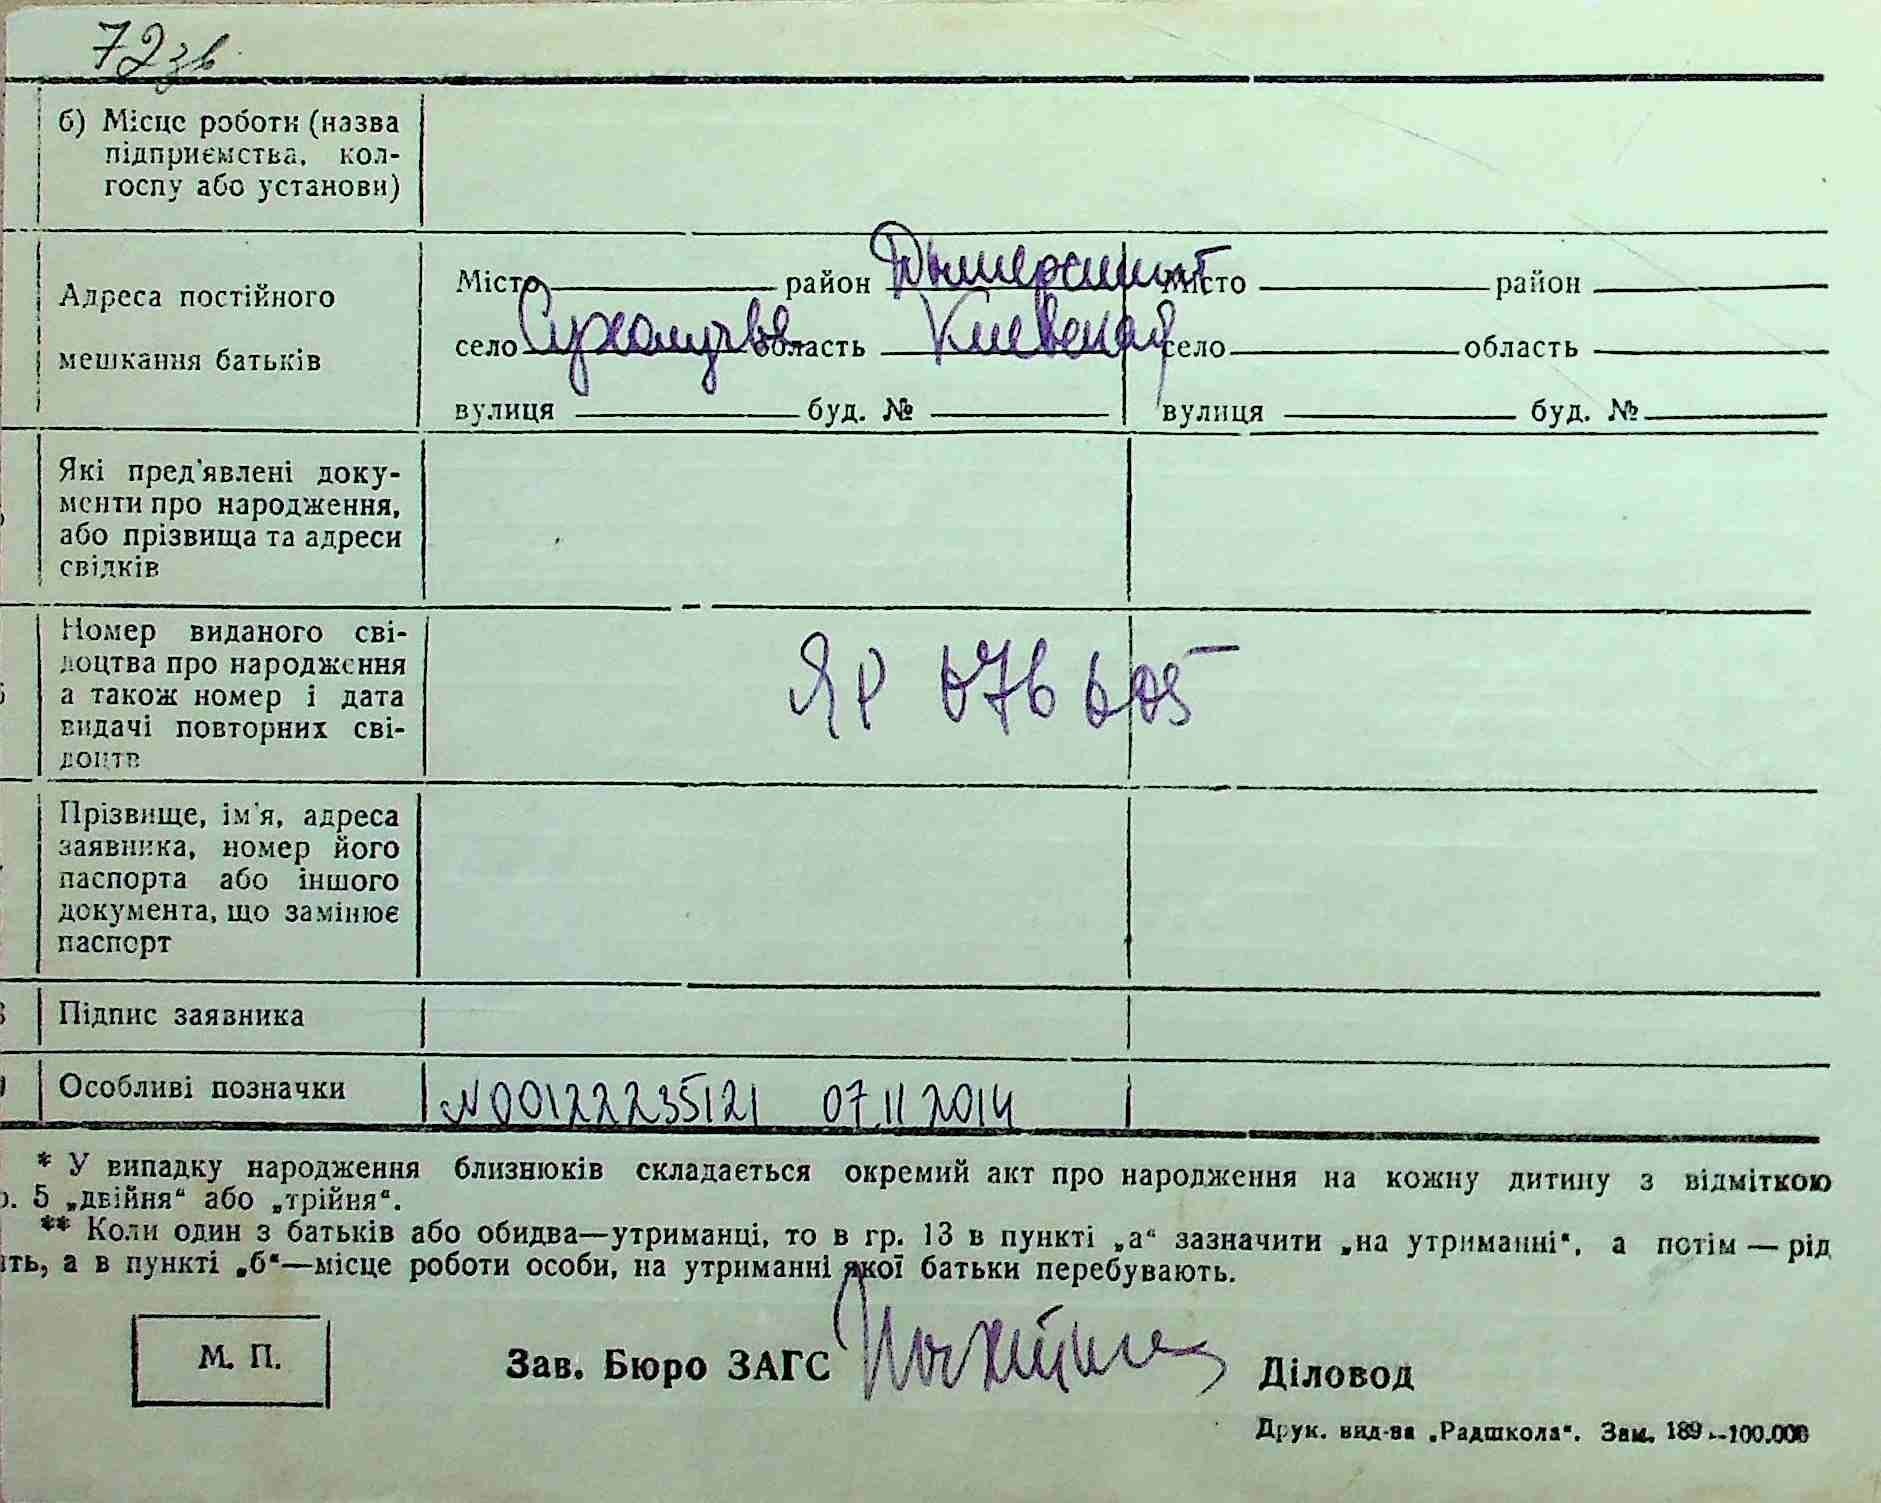 72зв
б) Місце роботи (назва
підприємства, кол-
госпу або установи)
Адреса постійного
мешкання батьків
Місто район Дымерский Місто район
село Сухолучье область Киевская село область
вулиця буд. № вулиця буд. №
Які пред'явлені доку-
менти про народження,
або прізвища та адреси
свідків
Номер виданого сві-
доцтва про народження
а також номер і дата
видачі повторних сві-
доцтв
ЯР 076605
Прізвище, ім'я, адреса
заявника, номер його
паспорта або іншого
документа, що замінює
паспорт
Підпис заявника
Особливі позначки
N00122235121 07.11 2014
* У випадку народження близнюків складається окремий акт про народження на кожну дитину з відміткою
р. 5 „двійня“ або „трійня“.
** Коли один з батьків або обидва—утриманці, то в гр. 13 в пункті „а“ зазначити „на утриманні“, а потім — рід
ть, а в пункті „б“—місце роботи особи, на утриманні якої батьки перебувають.
М. П.
Зав. Бюро ЗАГС Діловод
Друк. вид-ва „Радшкола“. Зам. 189.–100.000